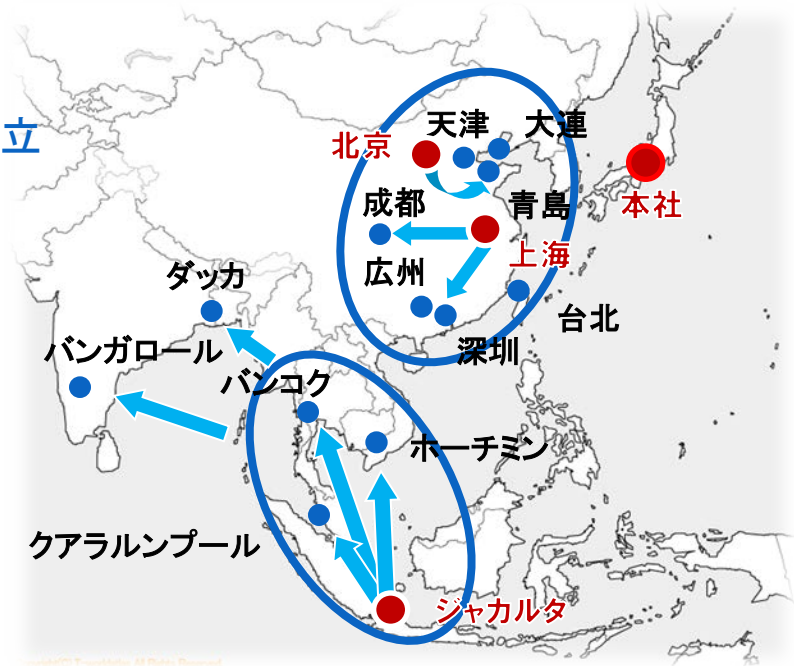 天津
大連
北京
立
成都
青島
本社
上海
広州
ダッカ
台北
バンガロール
深圳
バンコク
ホーチミン
クアラルンプール
ジャカルタ